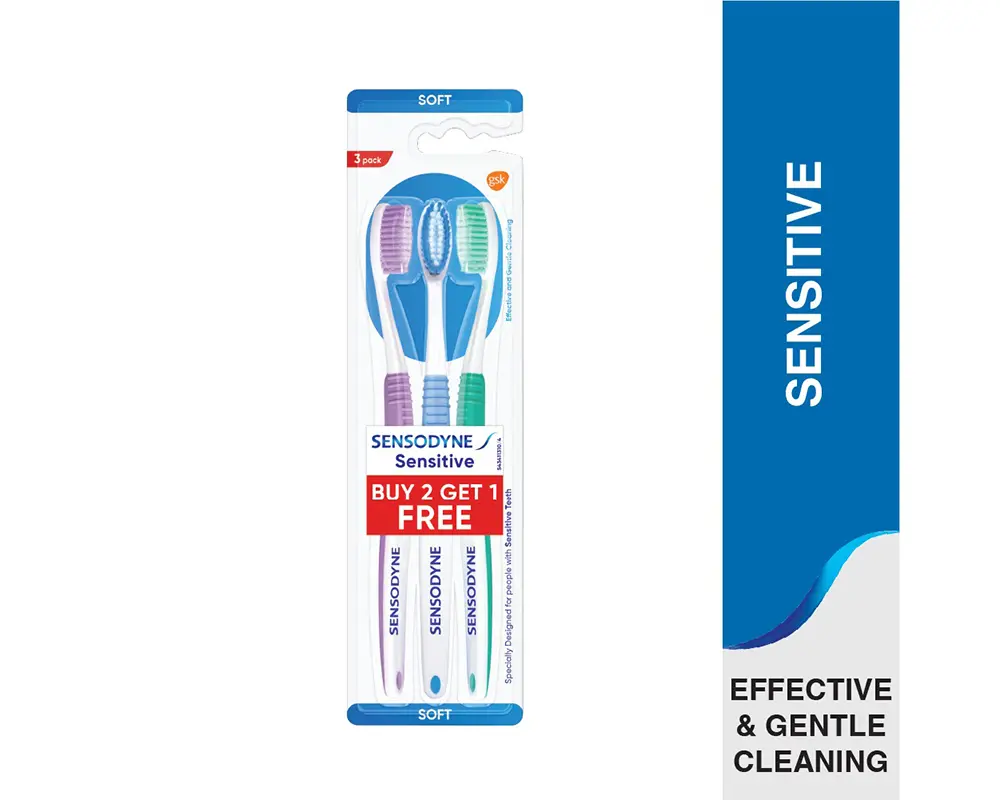 SOFT
3 pack
gsk
Effective and Gentle Cleaning
SENSODYNE
Sensitive
BUY 2 GET 1
FREE
Specially Designed for people with Sensitive Teeth
SENSODYNE
SENSODYNE
SENSODYNE
SOFT
SENSITIVE
EFFECTIVE
& GENTLE
CLEANING